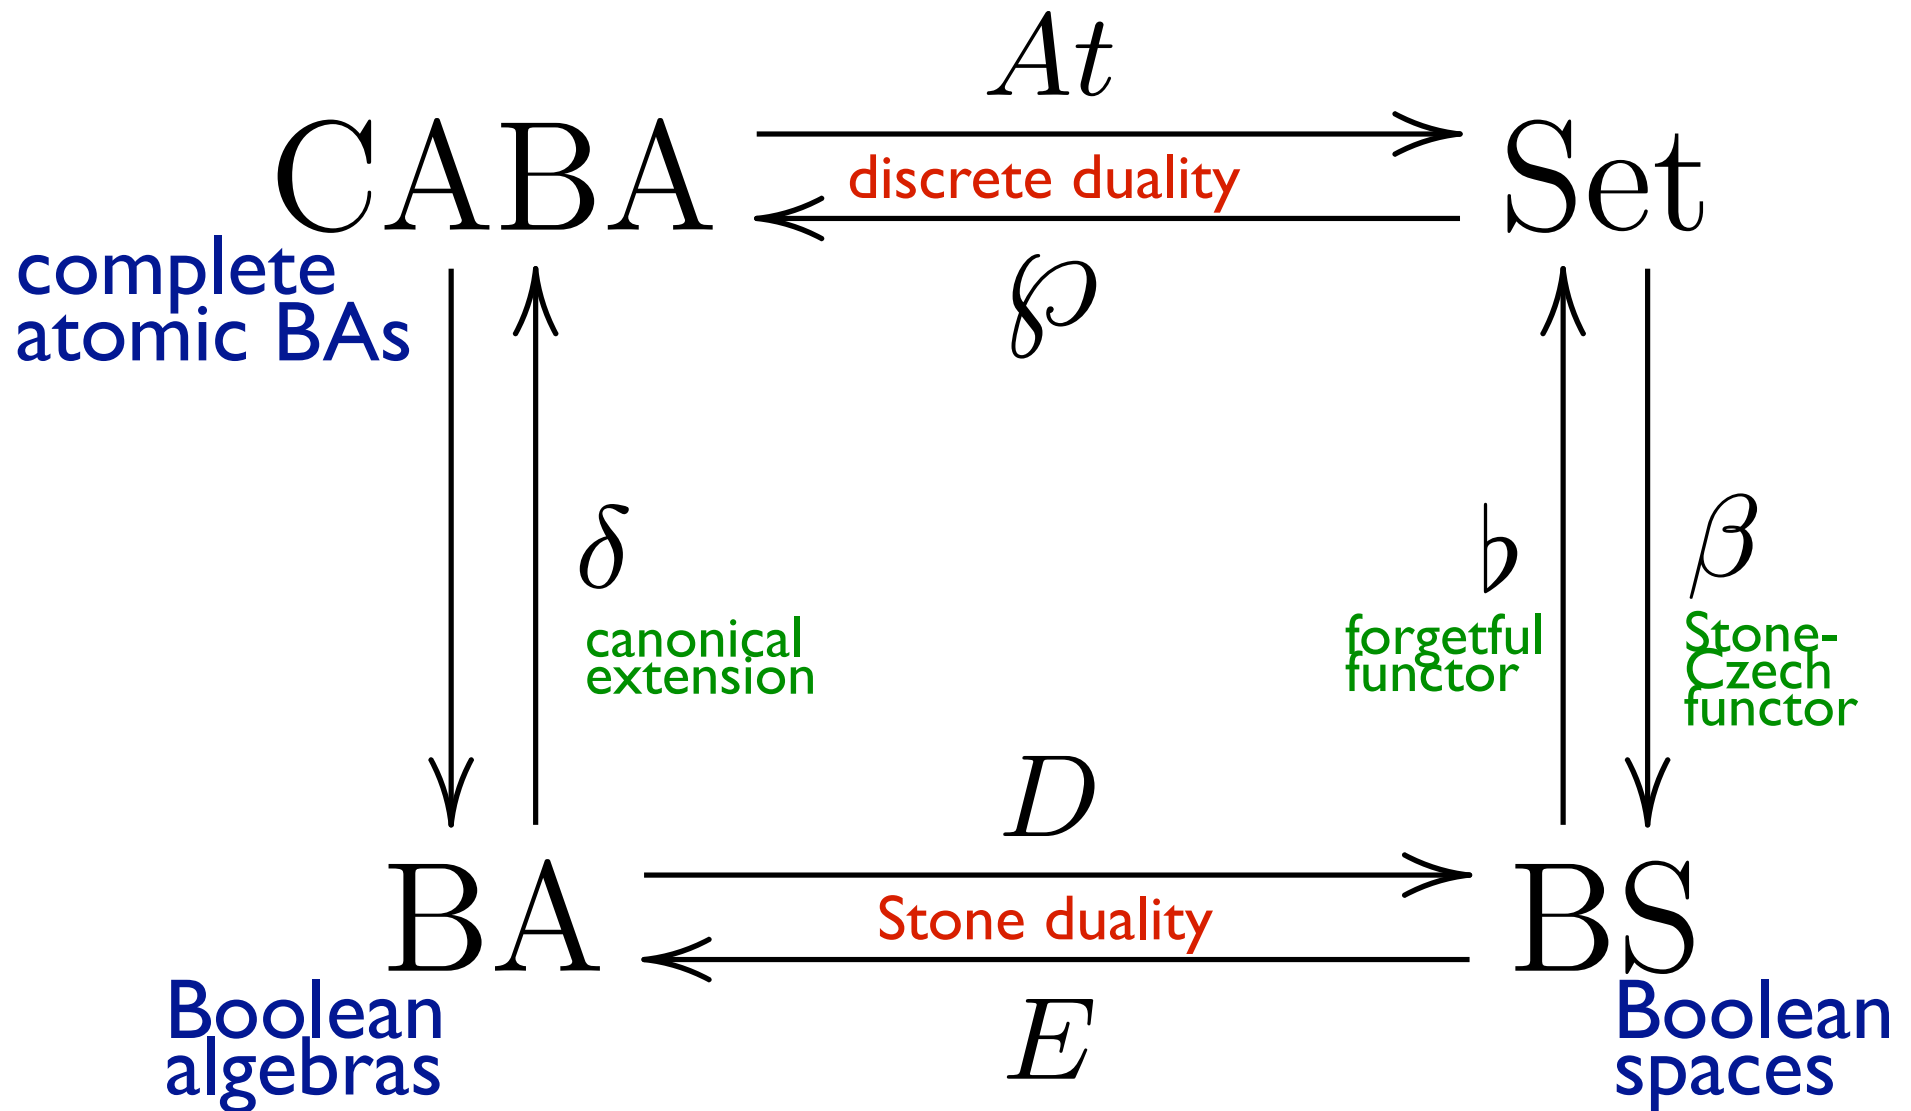 At
CABA
Set
discrete duality
℘
complete
atomic BAs
δ
canonical
extension
♭
forgetful
functor
β
Stone-
Czech
functor
D
BA
BS
Stone duality
E
Boolean
algebras
Boolean
spaces